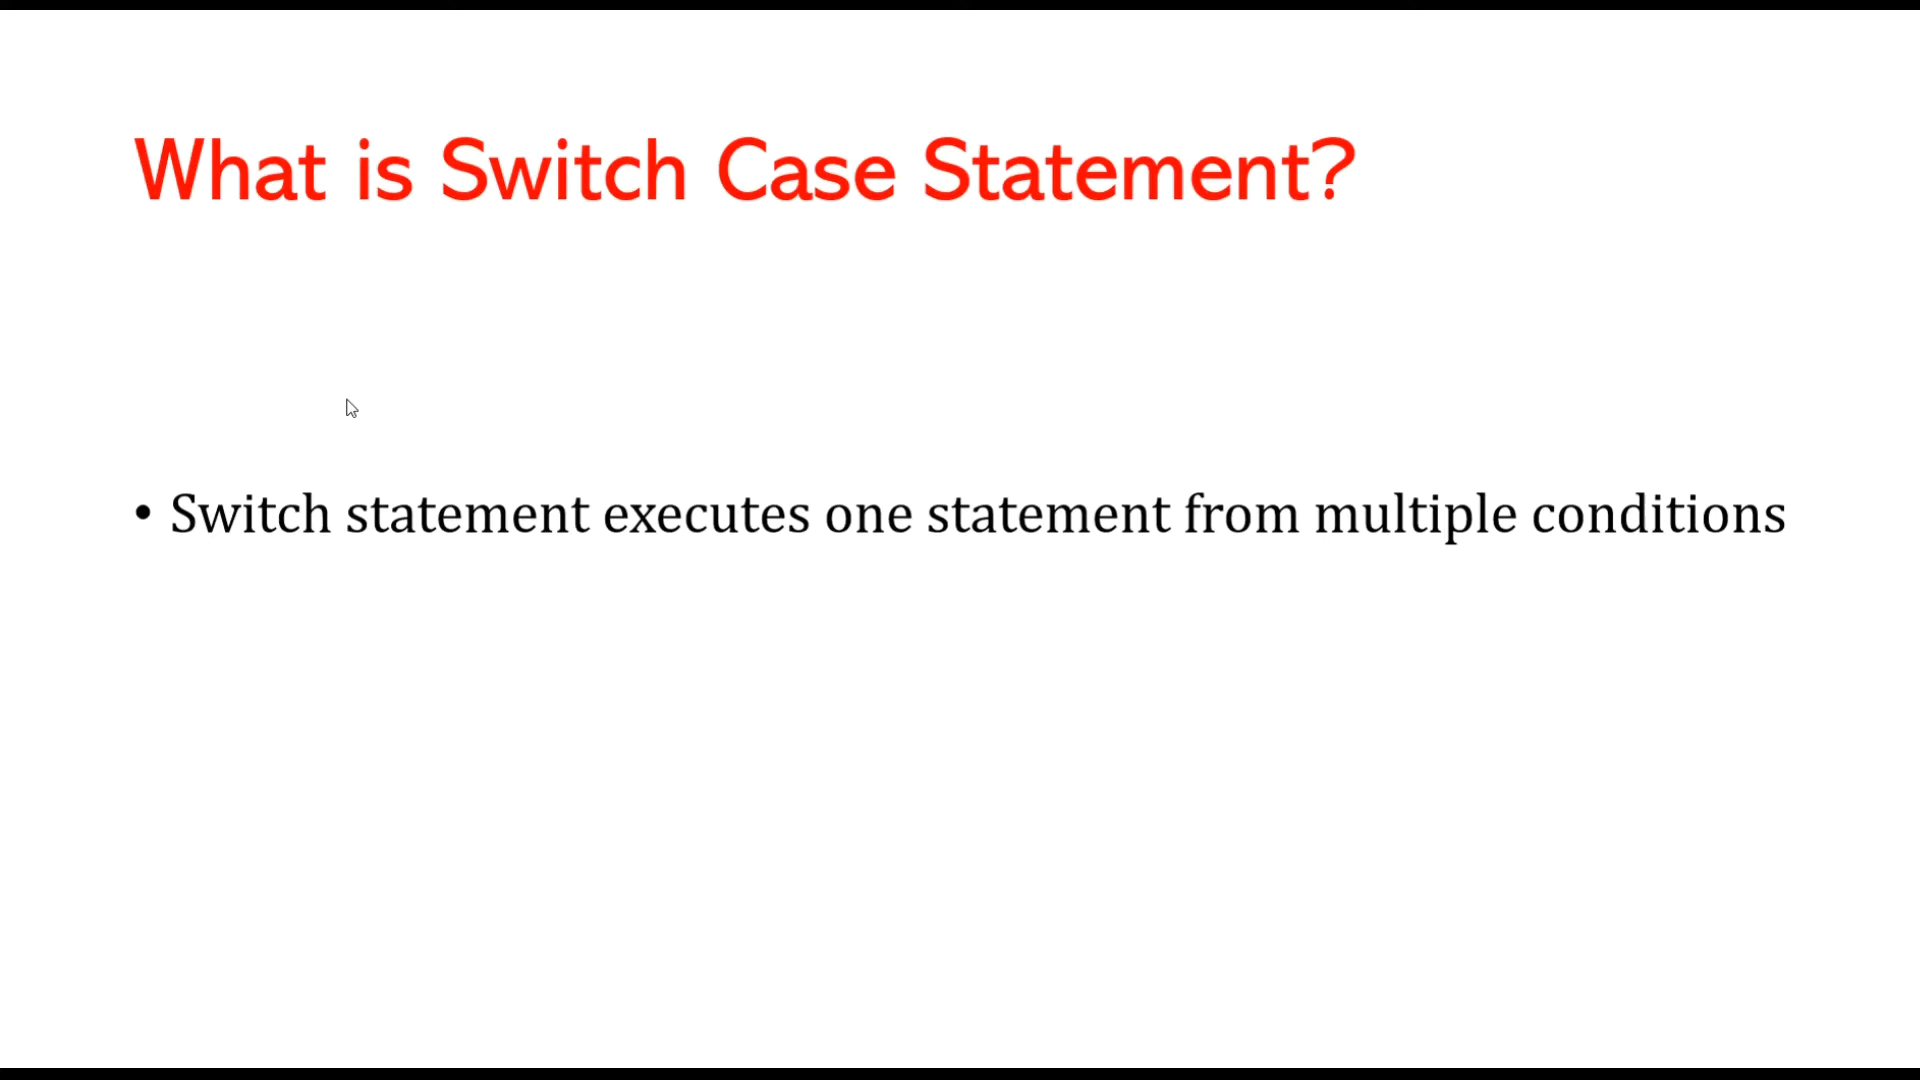 What is Switch Case Statement?
• Switch statement executes one statement from multiple conditions